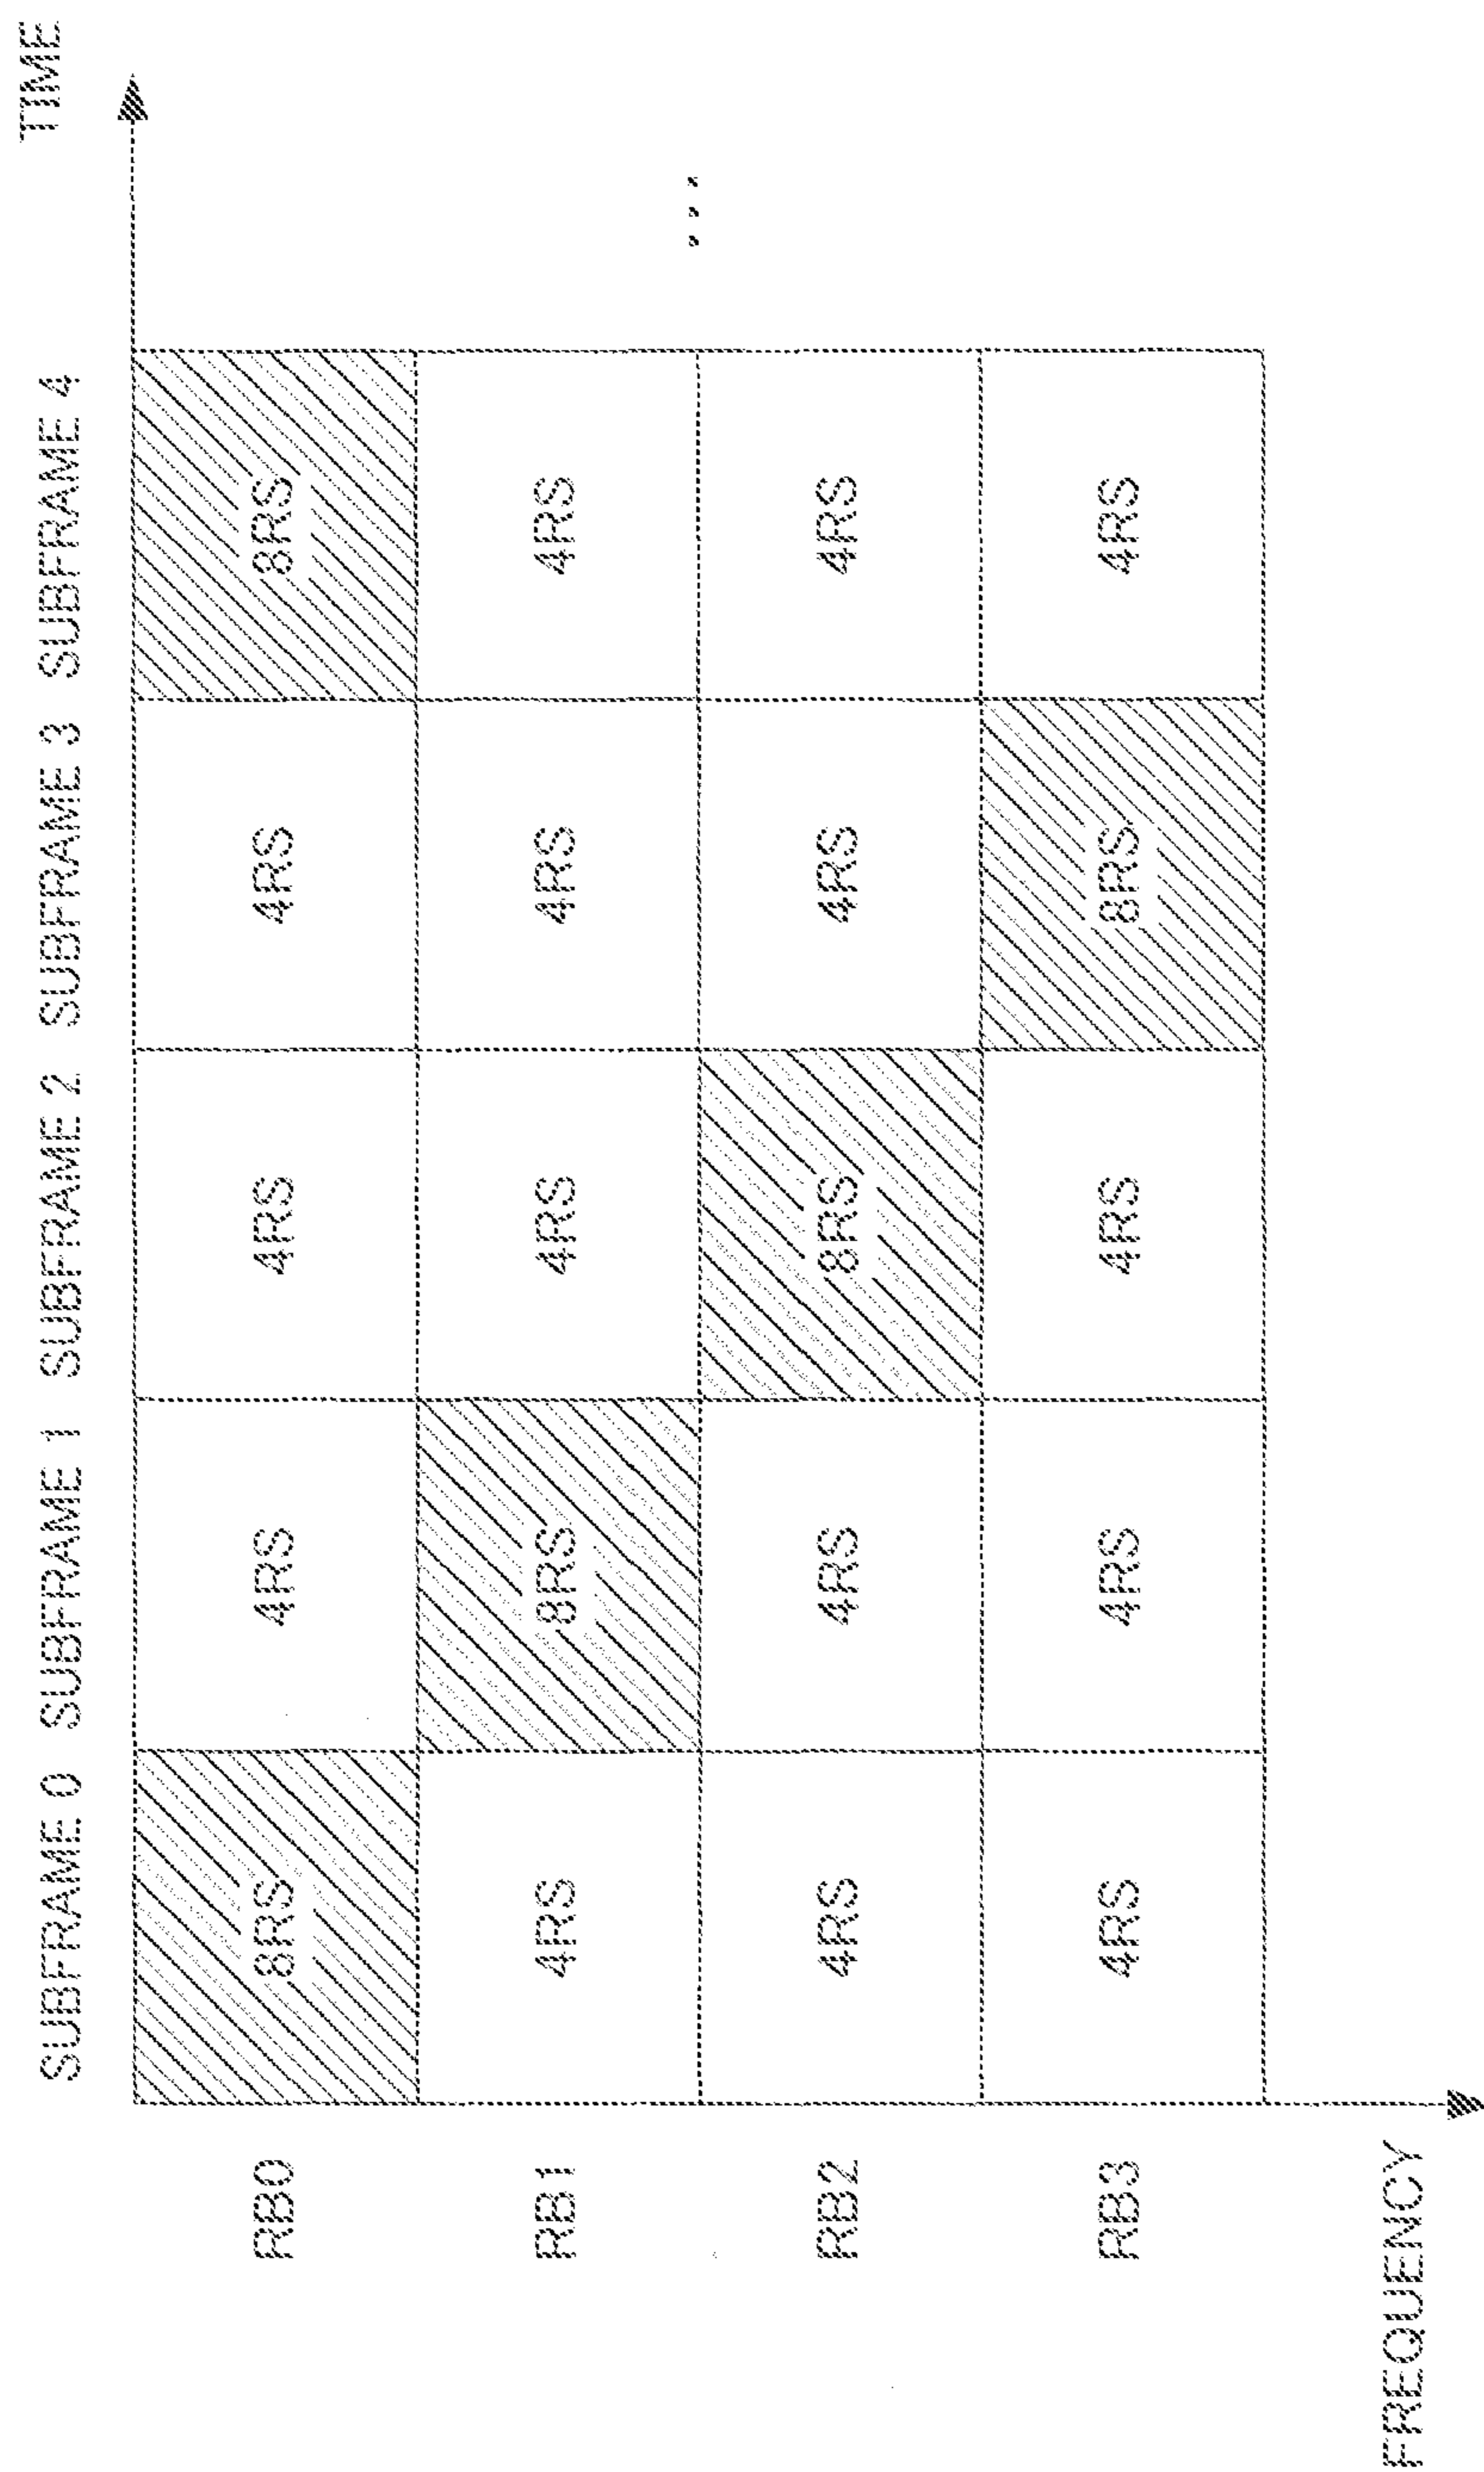 TIME
SUBFRAME 0 SUBFRAME 1 SUBFRAME 2 SUBFRAME 3 SUBFRAME 4
RB0 8RS 4RS 4RS 4RS 8RS
RB1 4RS 8RS 4RS 4RS 4RS
...
RB2 4RS 4RS 8RS 4RS 4RS
RB3 4RS 4RS 4RS 8RS 4RS
FREQUENCY